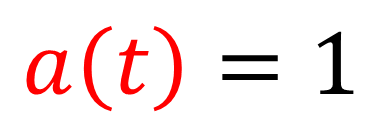 a(t) = 1